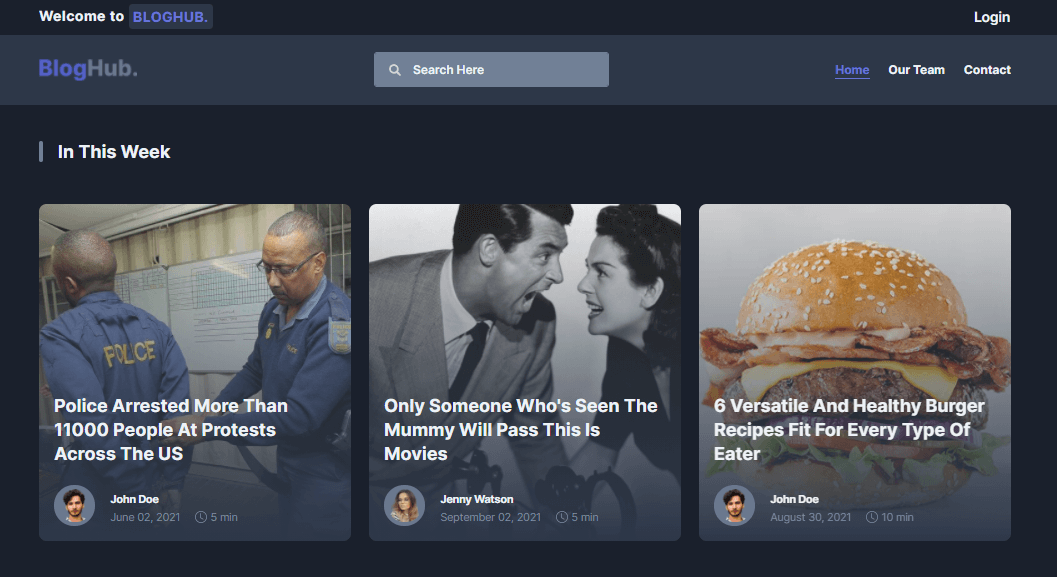 Welcome to BLOGHUB.
Login
BlogHub.
Search Here
Home
Our Team
Contact
In This Week
POLICE
Police Arrested More Than
11000 People At Protests
Across The US
John Doe
June 02, 2021
5 min
Only Someone Who's Seen The
Mummy Will Pass This Is
Movies
Jenny Watson
September 02, 2021
5 min
6 Versatile And Healthy Burger
Recipes Fit For Every Type Of
Eater
John Doe
August 30, 2021
10 min